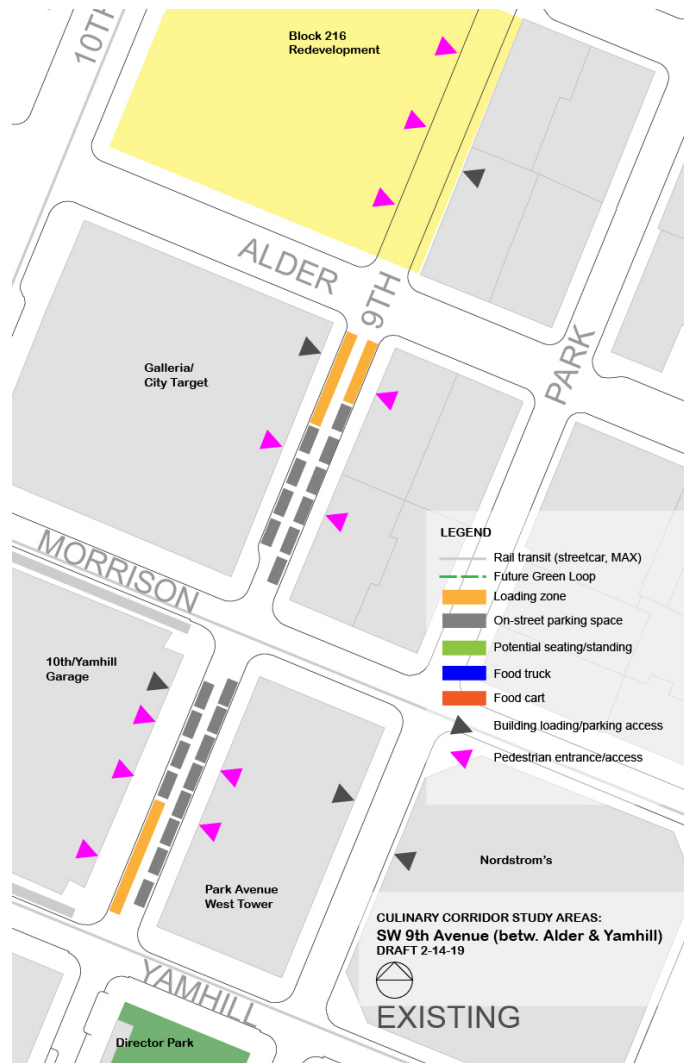 10TH
Block 216
Redevelopment
ALDER
9TH
PARK
Galleria/
City Target
MORRISON
LEGEND
Rail transit (streetcar, MAX)
Future Green Loop
Loading zone
On-street parking space
Potential seating/standing
Food truck
Food cart
Building loading/parking access
Pedestrian entrance/access
10th/Yamhill
Garage
Park Avenue
West Tower
Nordstrom's
CULINARY CORRIDOR STUDY AREAS:
SW 9th Avenue (betw. Alder & Yamhill)
DRAFT 2-14-19
EXISTING
YAMHILL
Director Park